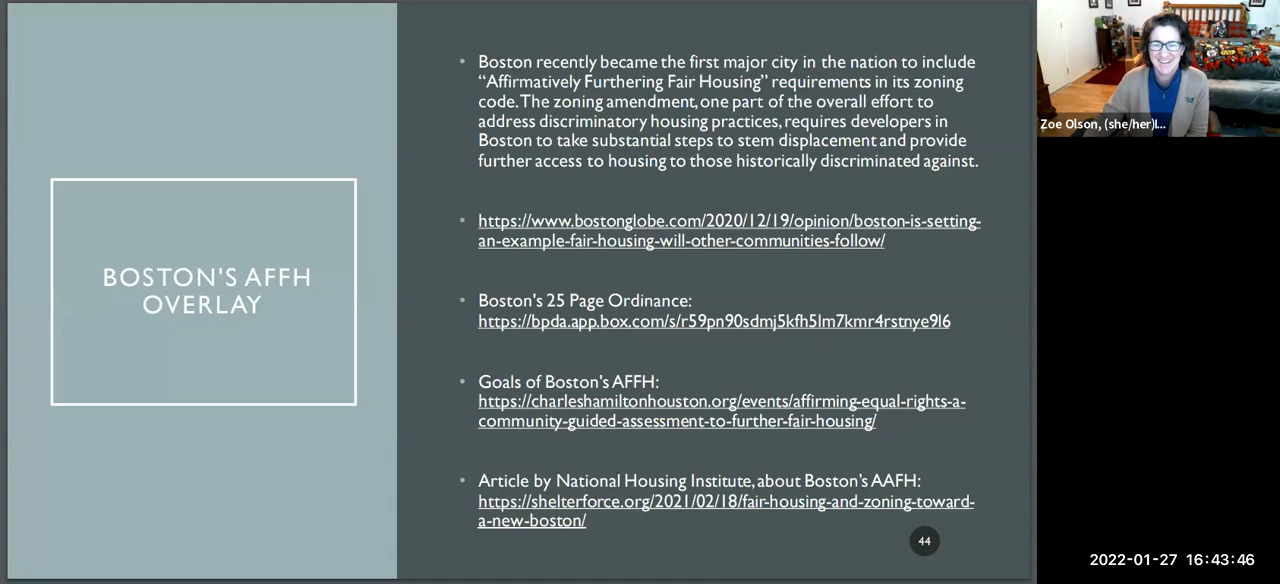 BOSTON'S AFFH
OVERLAY
Boston recently became the first major city in the nation to include
“Affirmatively Furthering Fair Housing” requirements in its zoning
code. The zoning amendment, one part of the overall effort to
address discriminatory housing practices, requires developers in
Boston to take substantial steps to stem displacement and provide
further access to housing to those historically discriminated against.
https://www.bostonglobe.com/2020/12/19/opinion/boston-is-setting-
an-example-fair-housing-will-other-communities-follow/
Boston's 25 Page Ordinance:
https://bpda.app.box.com/s/r59pn90sdmj5kfh5lm7kmr4rstnye9l6
Goals of Boston's AFFH:
https://charleshamiltonhouston.org/events/affirming-equal-rights-a-
community-guided-assessment-to-further-fair-housing/
Article by National Housing Institute, about Boston’s AAFH:
https://shelterforce.org/2021/02/18/fair-housing-and-zoning-toward-
a-new-boston/
44
Zoe Olson, (she/her)l...
2022-01-27 16:43:46